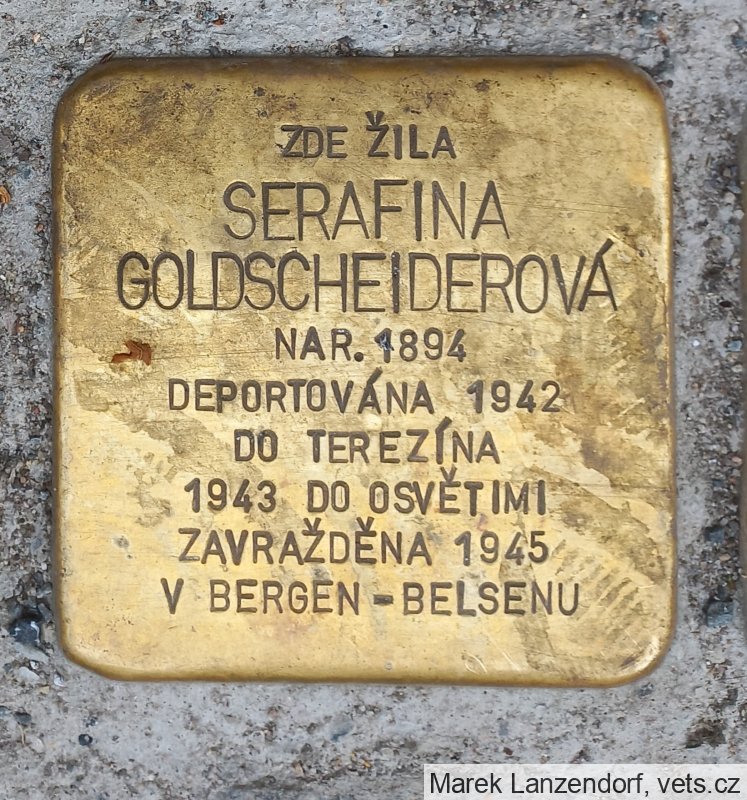 ZDE ŽILA
SERAFINA
GOLDSCHEIDEROVÁ
NAR. 1894
DEPORTOVÁNA 1942
DO TEREZÍNA
1943 DO OSVĚTIMI
ZAVRAŽDĚNA 1945
V BERGEN - BELSENU
Marek Lanzendorf, vets.cz